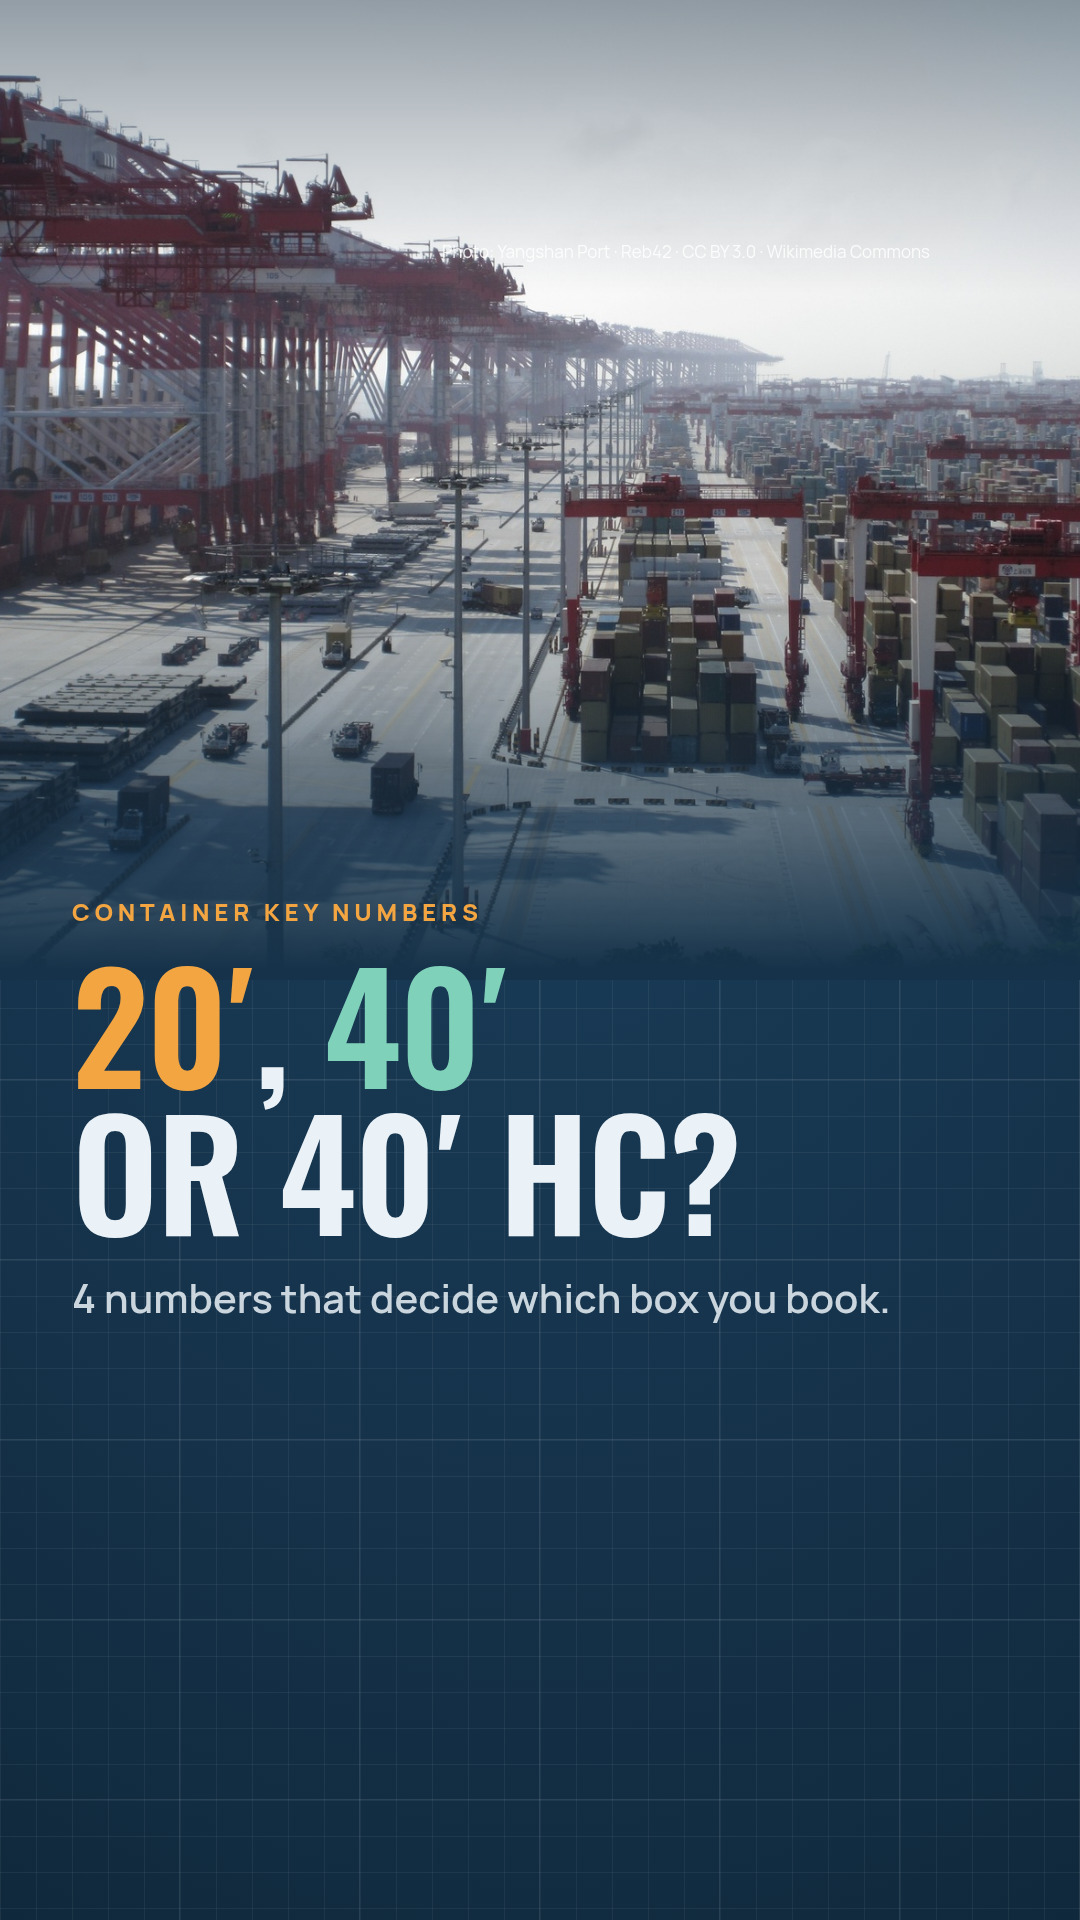 Photo: Yangshan Port · Reb42 · CC BY 3.0 · Wikimedia Commons
CONTAINER KEY NUMBERS
20′, 40′
OR 40′ HC?
4 numbers that decide which box you book.